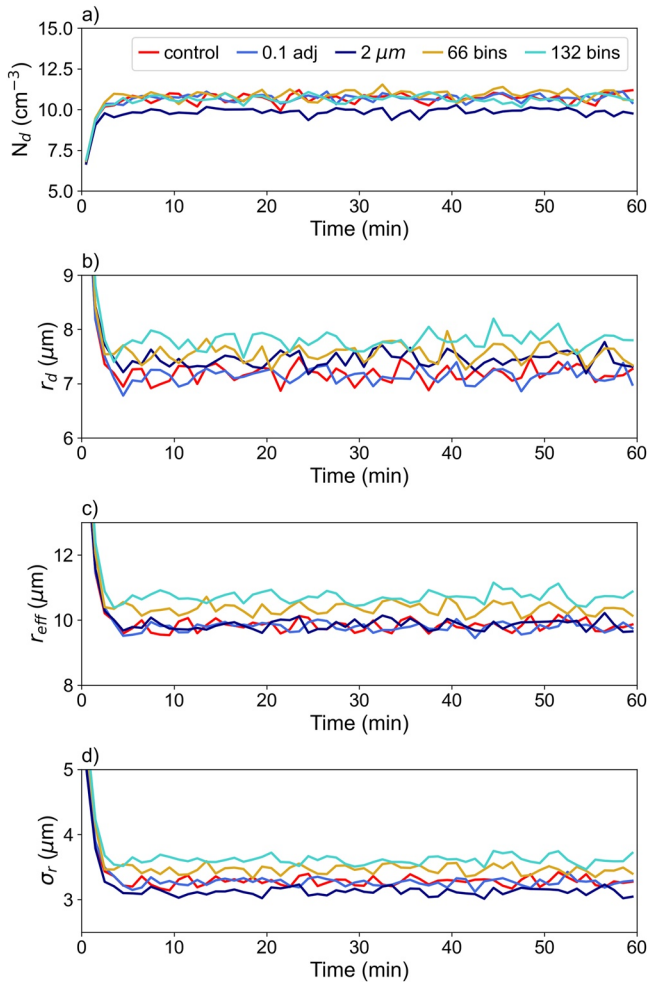 a)
15.0
12.5
10.0
7.5
5.0
N_d (cm⁻³)
control 0.1 adj 2 μm 66 bins 132 bins
0 10 20 30 40 50 60
Time (min)
b)
9
8
7
6
r_d (μm)
0 10 20 30 40 50 60
Time (min)
c)
12
10
8
r_eff (μm)
0 10 20 30 40 50 60
Time (min)
d)
5
4
3
σ_r (μm)
0 10 20 30 40 50 60
Time (min)